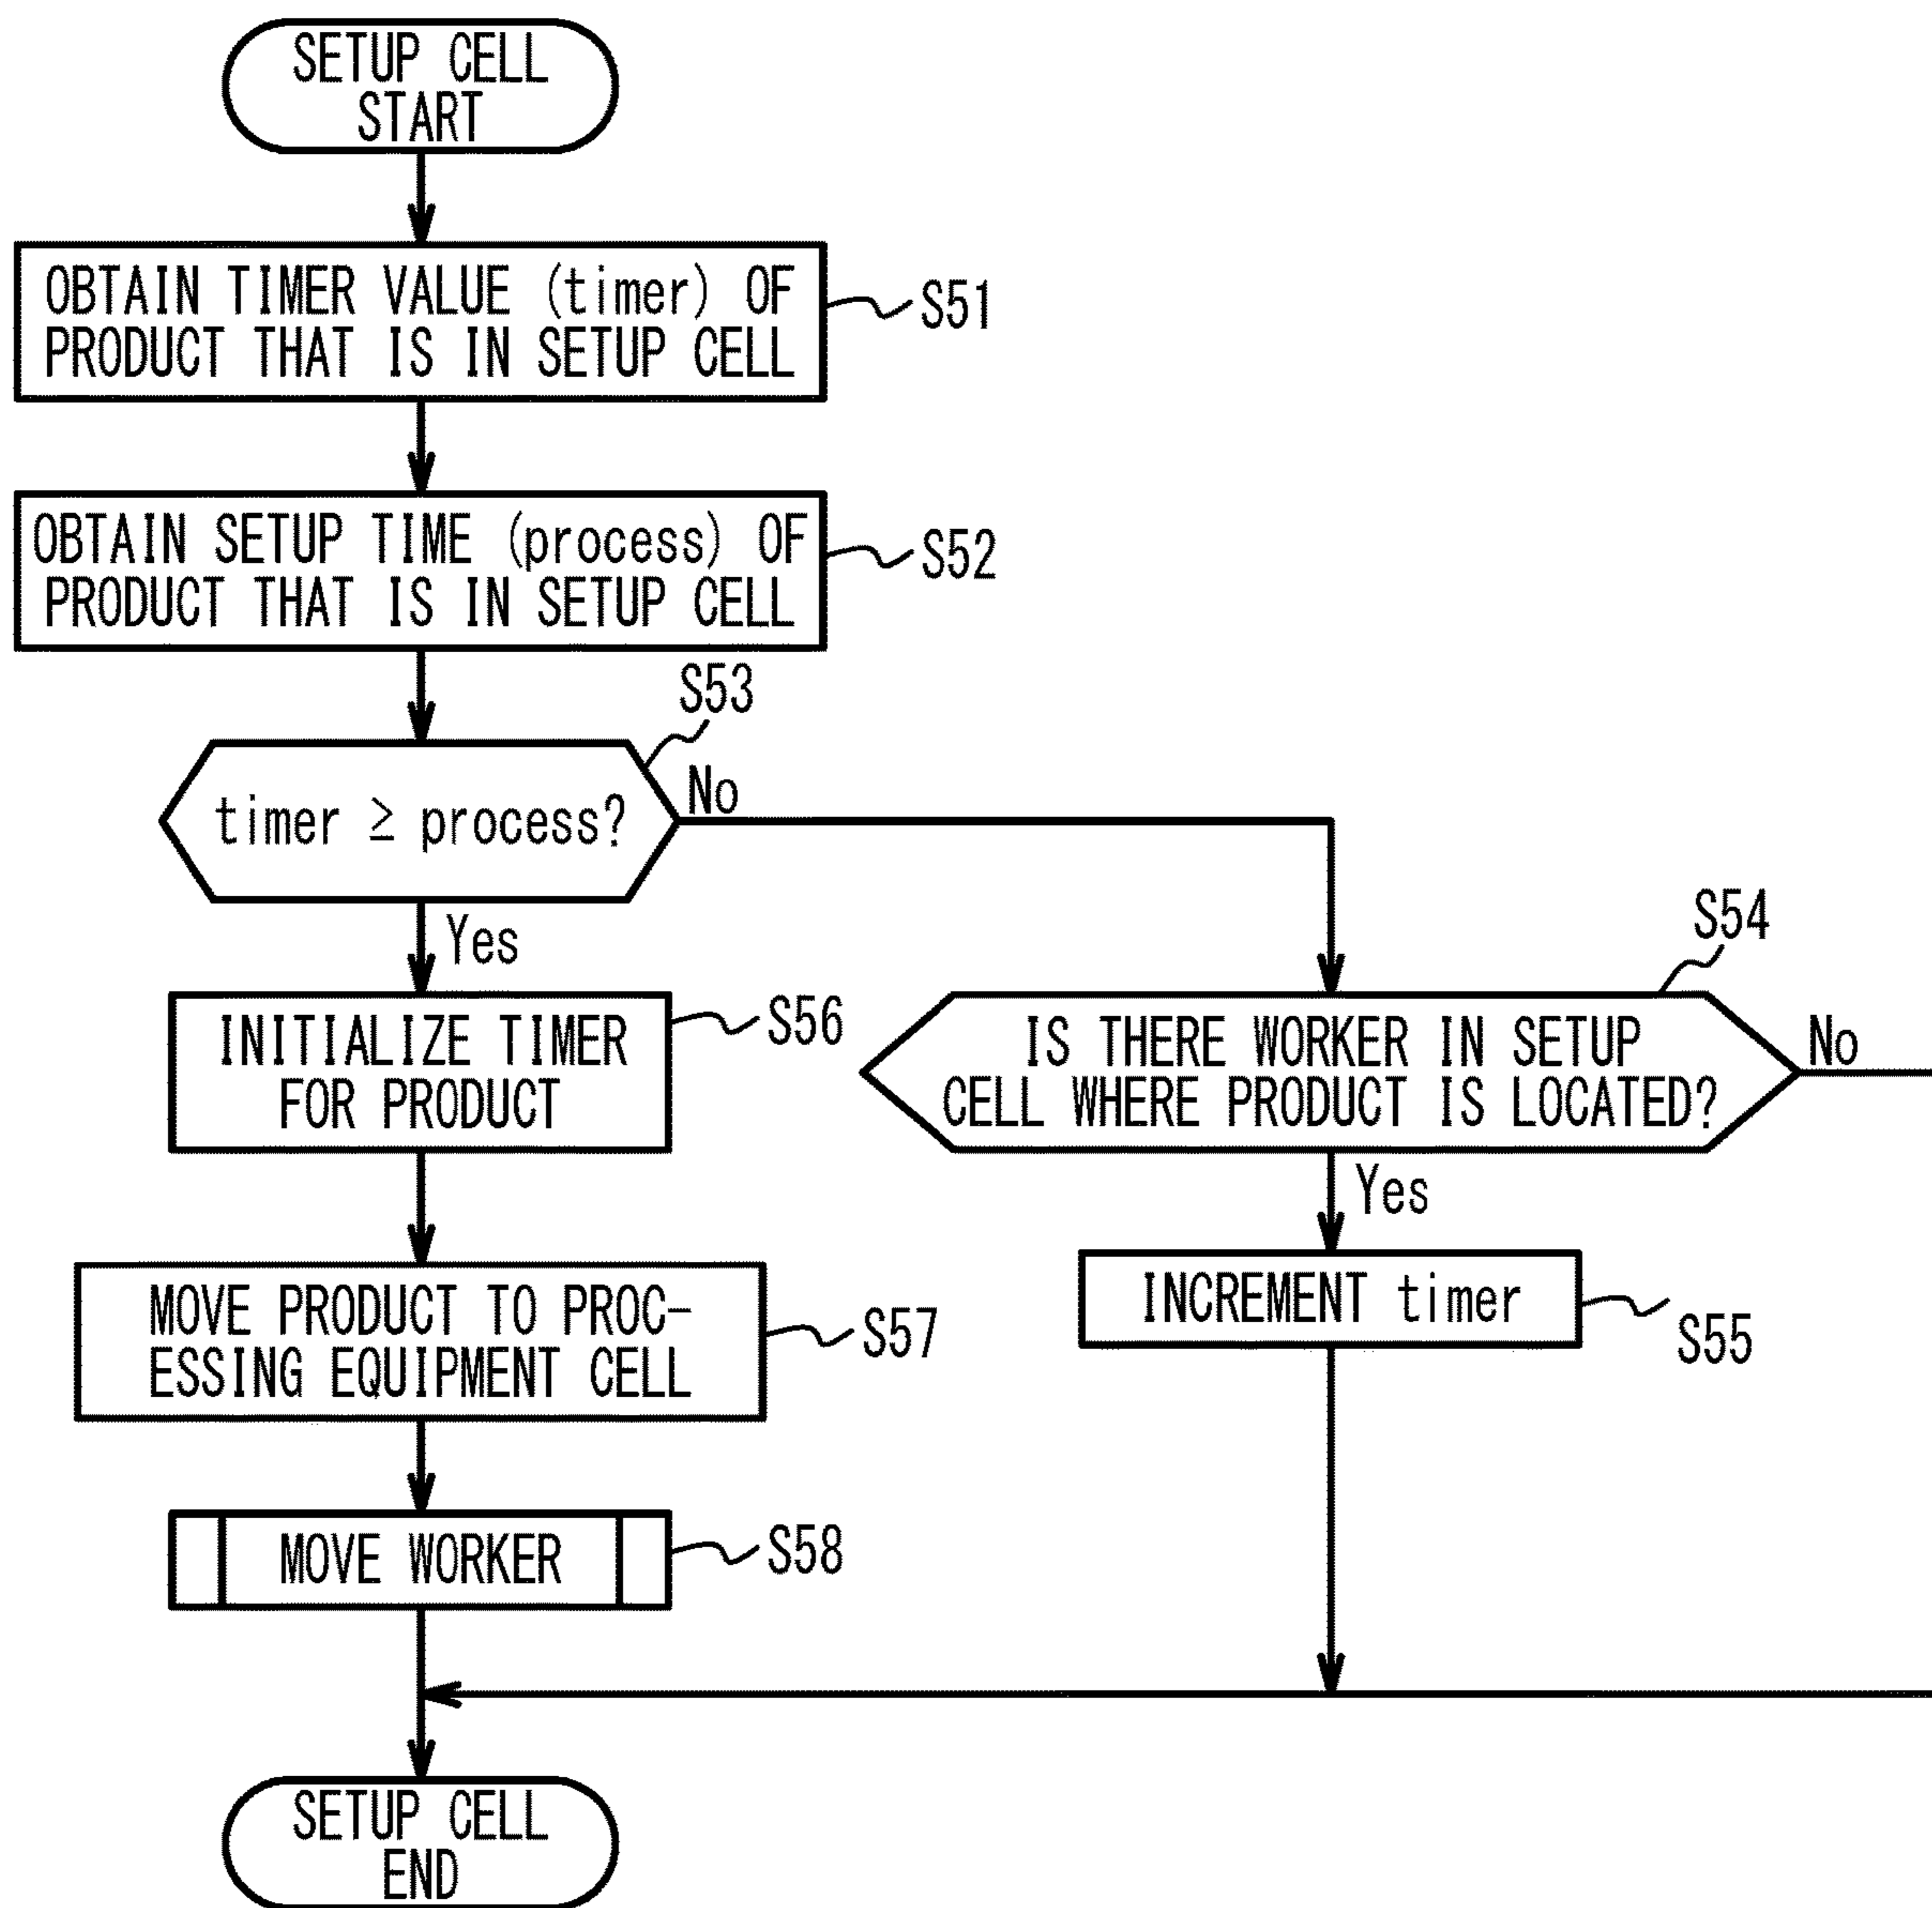 SETUP CELL
START
OBTAIN TIMER VALUE (timer) OF
PRODUCT THAT IS IN SETUP CELL
S51
OBTAIN SETUP TIME (process) OF
PRODUCT THAT IS IN SETUP CELL
S52
S53
timer ≥ process?
No
Yes
S54
IS THERE WORKER IN SETUP
CELL WHERE PRODUCT IS LOCATED?
No
Yes
INCREMENT timer
S55
INITIALIZE TIMER
FOR PRODUCT
S56
MOVE PRODUCT TO PROC-
ESSING EQUIPMENT CELL
S57
MOVE WORKER
S58
SETUP CELL
END